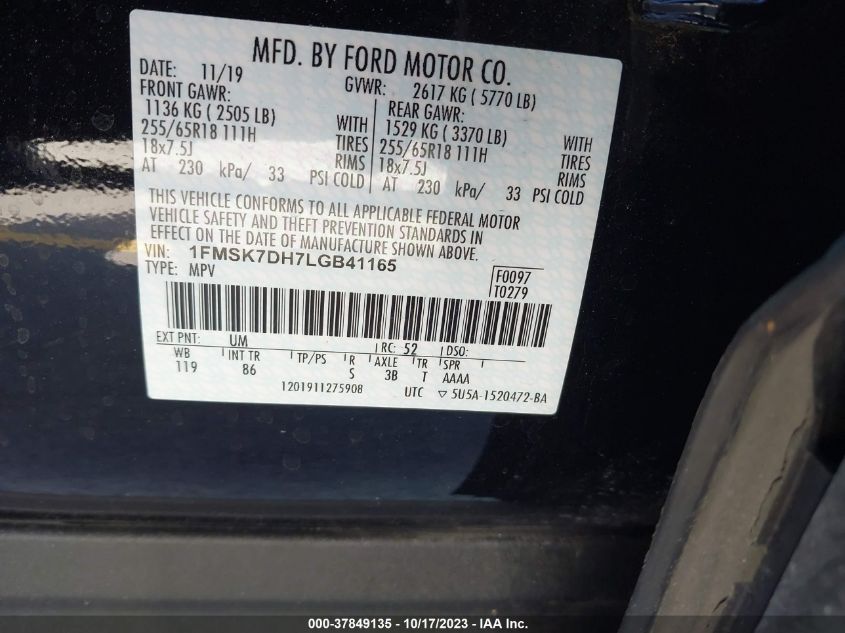 MFD. BY FORD MOTOR CO.
DATE: 11/19 GVWR: 2617 KG ( 5770 LB)
FRONT GAWR: REAR GAWR:
1136 KG ( 2505 LB) WITH 1529 KG ( 3370 LB) WITH
255/65R18 111H TIRES 255/65R18 111H TIRES
18x7.5J RIMS 18x7.5J RIMS
AT 230 kPa/ 33 PSI COLD AT 230 kPa/ 33 PSI COLD
THIS VEHICLE CONFORMS TO ALL APPLICABLE FEDERAL MOTOR
VEHICLE SAFETY AND THEFT PREVENTION STANDARDS IN
EFFECT ON THE DATE OF MANUFACTURE SHOWN ABOVE.
VIN: 1FMSK7DH7LGB41165
TYPE: MPV
F0097
T0279
EXT PNT: UM RC: 52 DSO:
WB INT TR TP/PS R AXLE TR SPR
119 86 S 3B T AAAA
1201911275908 UTC ▽ 5U5A-1520472-BA
000-37849135 - 10/17/2023 - 1512-IAA Inc.